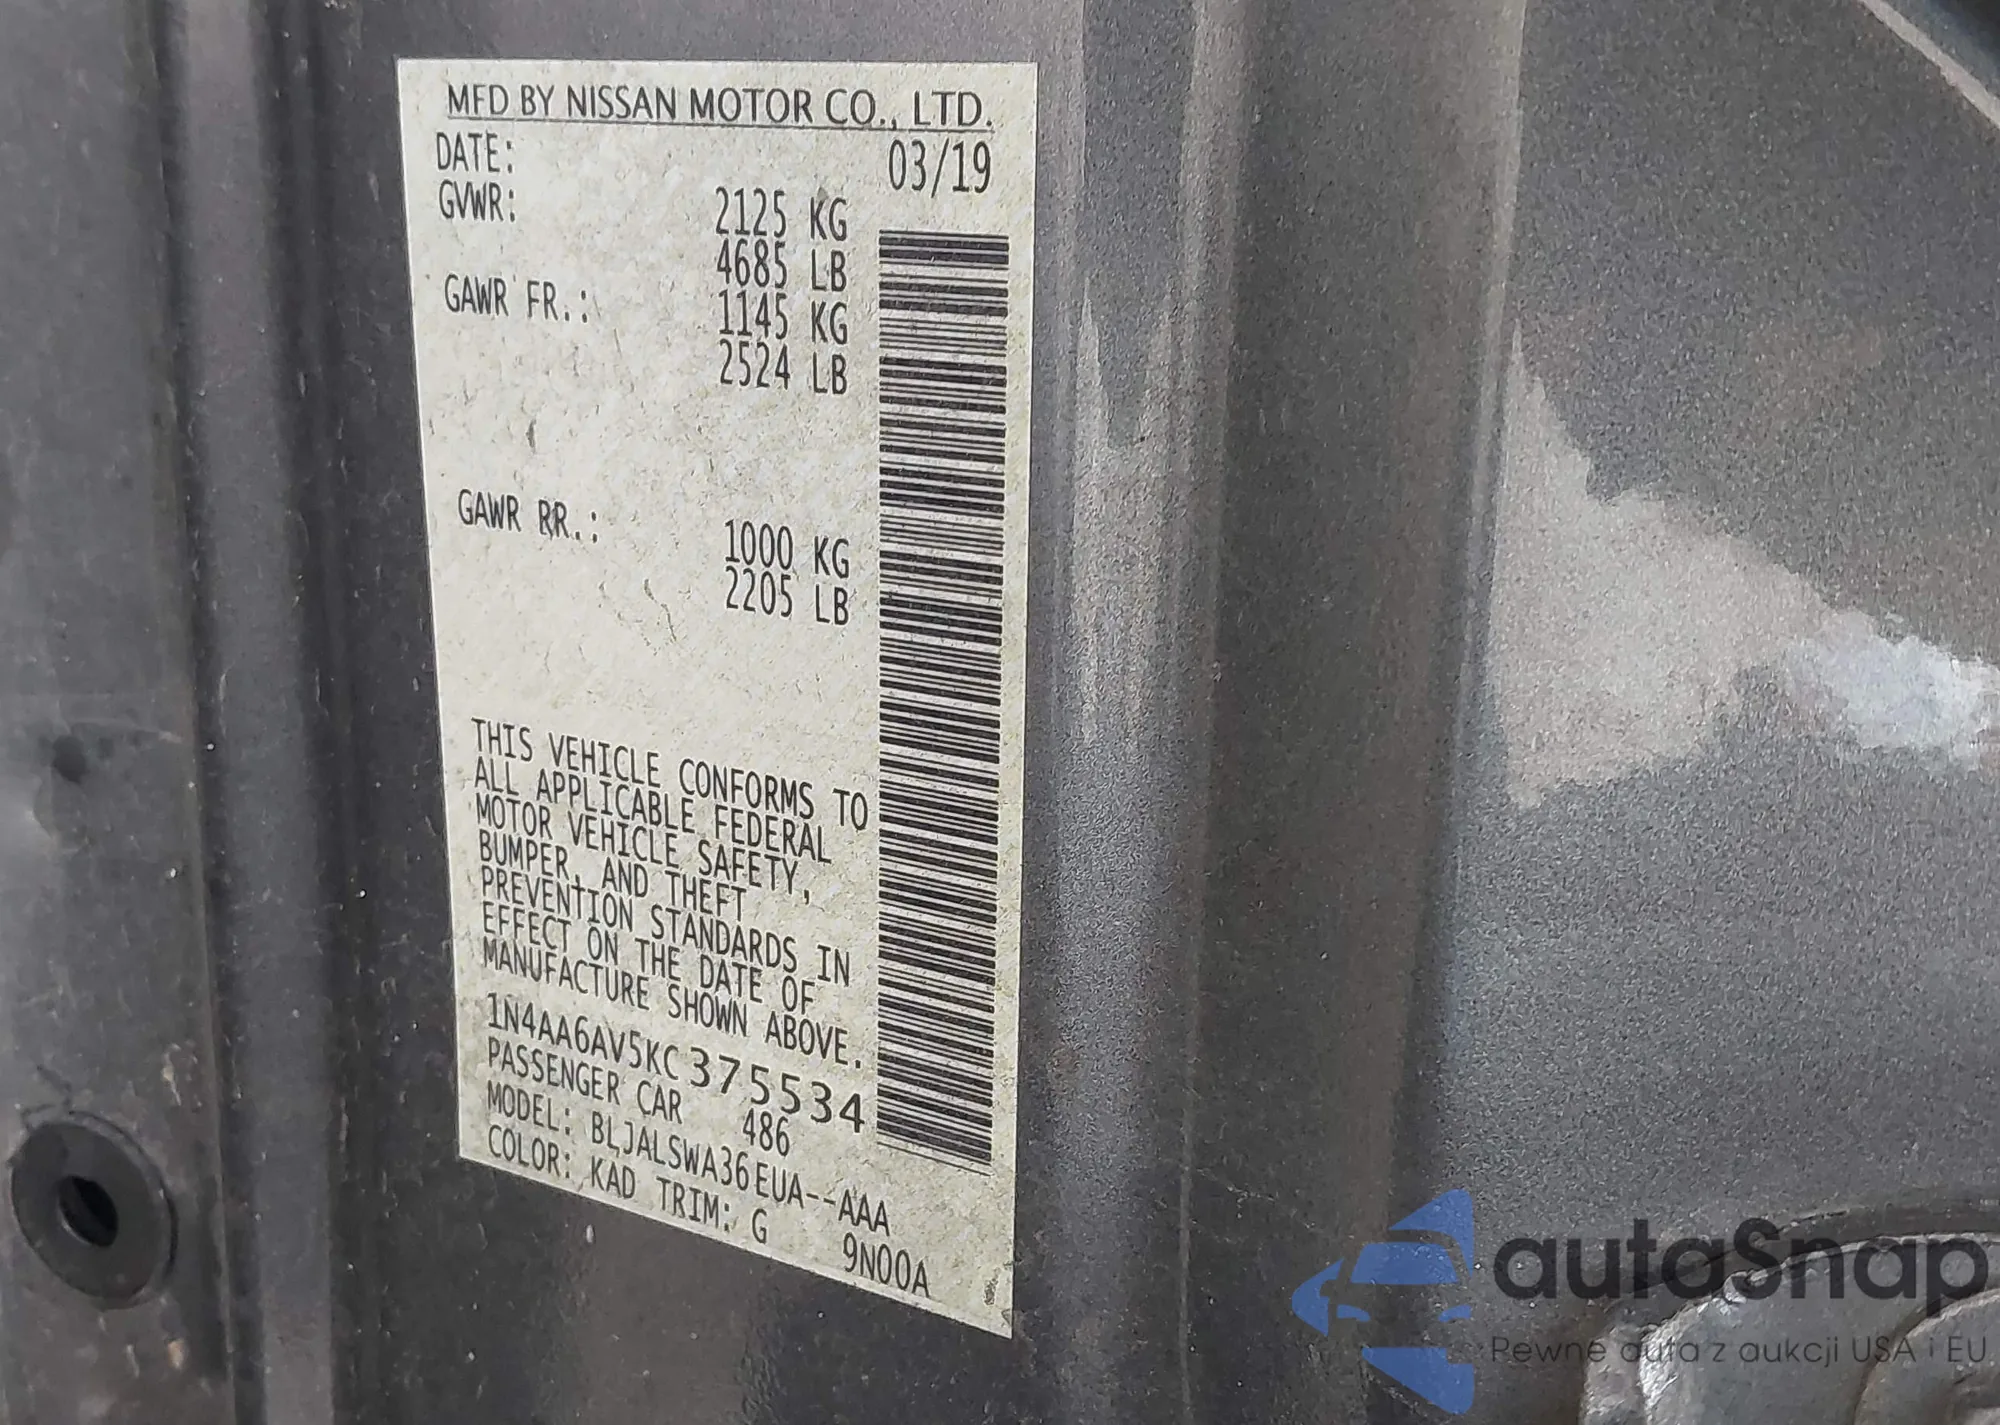 MFD BY NISSAN MOTOR CO., LTD.
DATE: 03/19
GVWR: 2125 KG
4685 LB
GAWR FR.: 1145 KG
2524 LB
GAWR RR.: 1000 KG
2205 LB
THIS VEHICLE CONFORMS TO
ALL APPLICABLE FEDERAL
MOTOR VEHICLE SAFETY,
BUMPER, AND THEFT
PREVENTION STANDARDS IN
EFFECT ON THE DATE OF
MANUFACTURE SHOWN ABOVE.
1N4AA6AV5KC375534
PASSENGER CAR 486
MODEL: BLJALSWA36EUA--AAA
COLOR: KAD TRIM: G 9N00A
autaSnap
Pewne auta z aukcji USA i EU